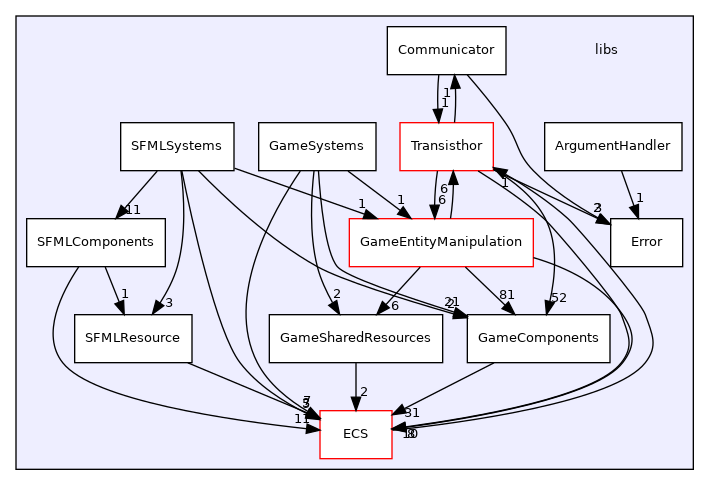 Communicator
libs
1
1
SFMLSystems
GameSystems
Transisthor
ArgumentHandler
1
6
6
1
1
1
2
11
SFMLComponents
GameEntityManipulation
Error
1
3
2
6
81
52
21
SFMLResource
GameSharedResources
GameComponents
2
31
11
ECS